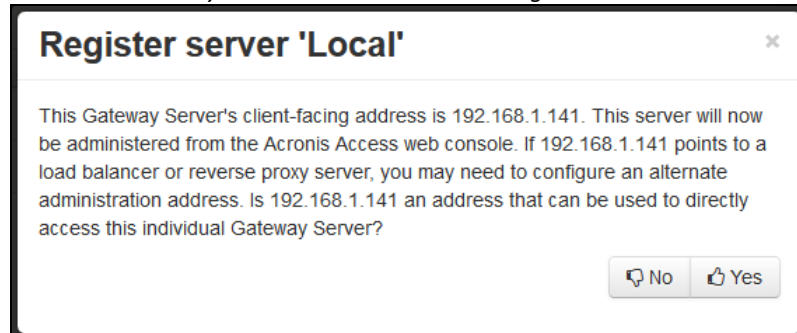 Register server 'Local'
×
This Gateway Server's client-facing address is 192.168.1.141. This server will now
be administered from the Acronis Access web console. If 192.168.1.141 points to a
load balancer or reverse proxy server, you may need to configure an alternate
administration address. Is 192.168.1.141 an address that can be used to directly
access this individual Gateway Server?
No Yes